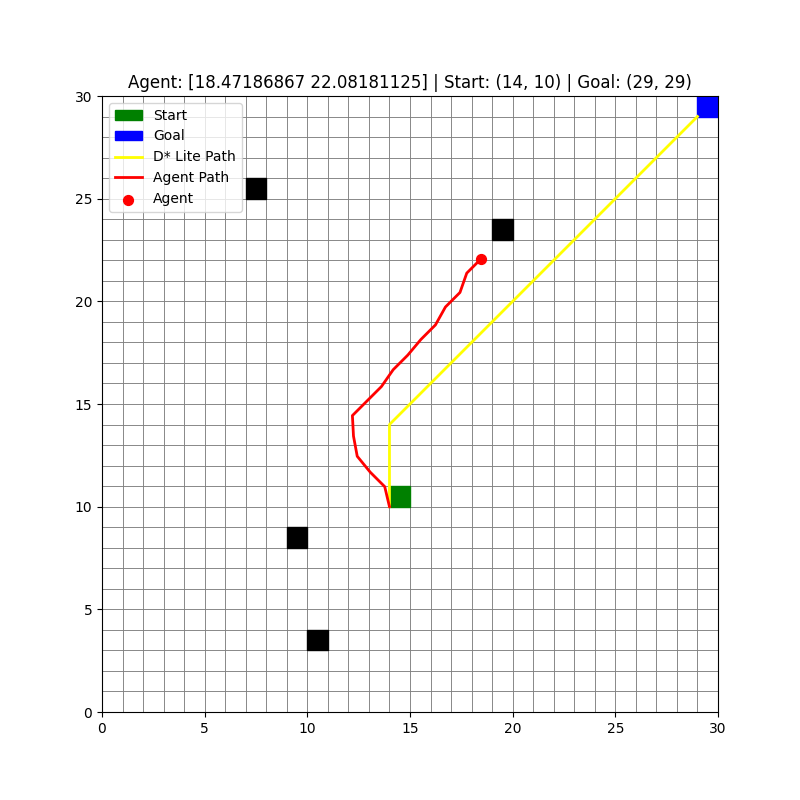 Agent: [18.47186867 22.08181125] | Start: (14, 10) | Goal: (29, 29)
Start
Goal
D* Lite Path
Agent Path
Agent
30
25
20
15
10
5
0
0 5 10 15 20 25 30